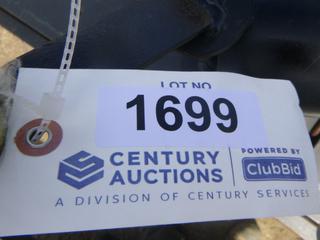 LOT NO
1699
CENTURY AUCTIONS
POWERED BY
ClubBid
A DIVISION OF CENTURY SERVICES